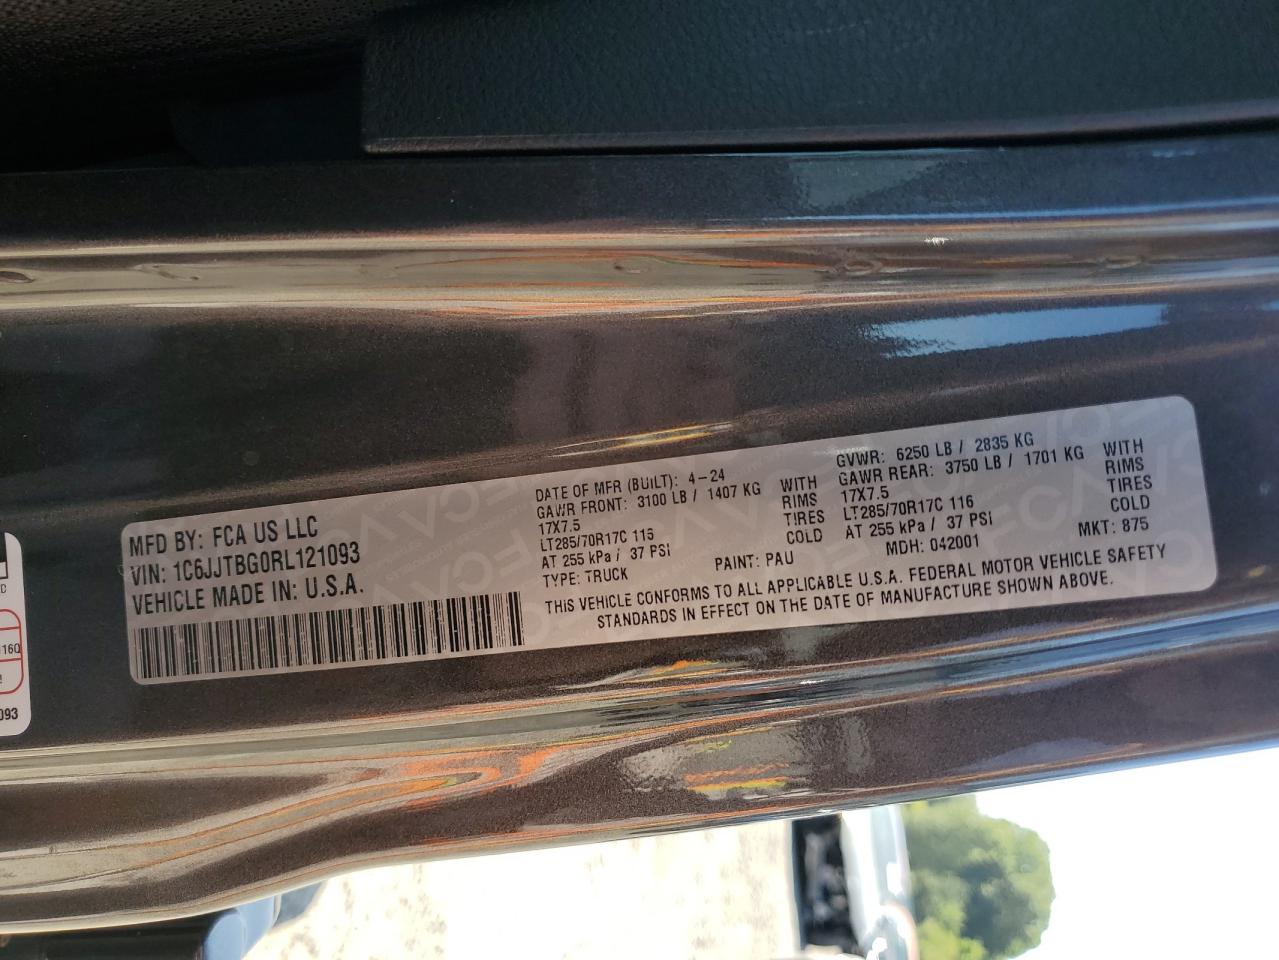 MFD BY: FCA US LLC
VIN: 1C6JJTBG0RL121093
VEHICLE MADE IN: U.S.A.
DATE OF MFR (BUILT): 4-24
GAWR FRONT: 3100 LB / 1407 KG WITH
17X7.5 RIMS
LT285/70R17C 116 TIRES
AT 255 kPa / 37 PSI COLD
TYPE: TRUCK PAINT: PAU
GVWR: 6250 LB / 2835 KG
GAWR REAR: 3750 LB / 1701 KG WITH
17X7.5 RIMS
LT285/70R17C 116 TIRES
AT 255 kPa / 37 PSI COLD
MDH: 042001 MKT: 875
THIS VEHICLE CONFORMS TO ALL APPLICABLE U.S.A. FEDERAL MOTOR VEHICLE SAFETY
STANDARDS IN EFFECT ON THE DATE OF MANUFACTURE SHOWN ABOVE.
093